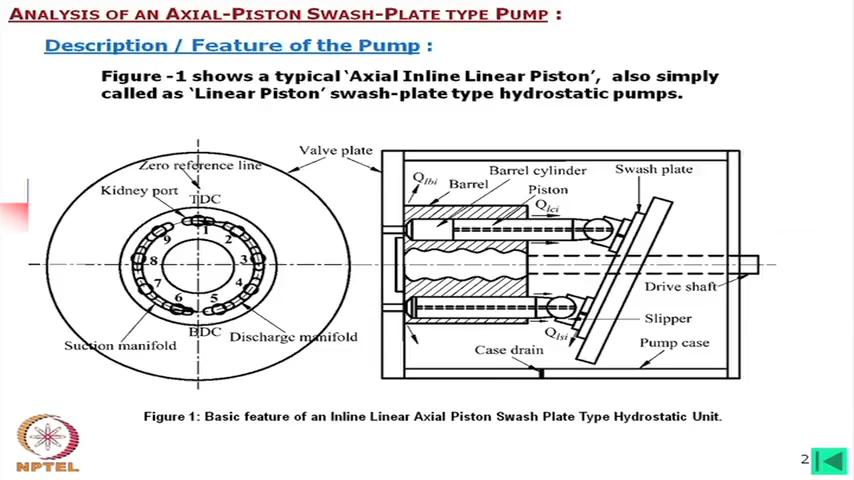 ANALYSIS OF AN AXIAL-PISTON SWASH-PLATE TYPE PUMP :
Description / Feature of the Pump :
Figure -1 shows a typical ‘Axial Inline Linear Piston’, also simply
called as ‘Linear Piston’ swash-plate type hydrostatic pumps.
Valve plate
Zero reference line
Kidney port
TDC
1
2
3
4
5
6
7
8
9
BDC
Suction manifold
Discharge manifold
Qlbi
Barrel
Barrel cylinder
Piston
Qlci
Swash plate
Drive shaft
Slipper
Qlsi
Pump case
Case drain
Figure 1: Basic feature of an Inline Linear Axial Piston Swash Plate Type Hydrostatic Unit.
NPTEL
2